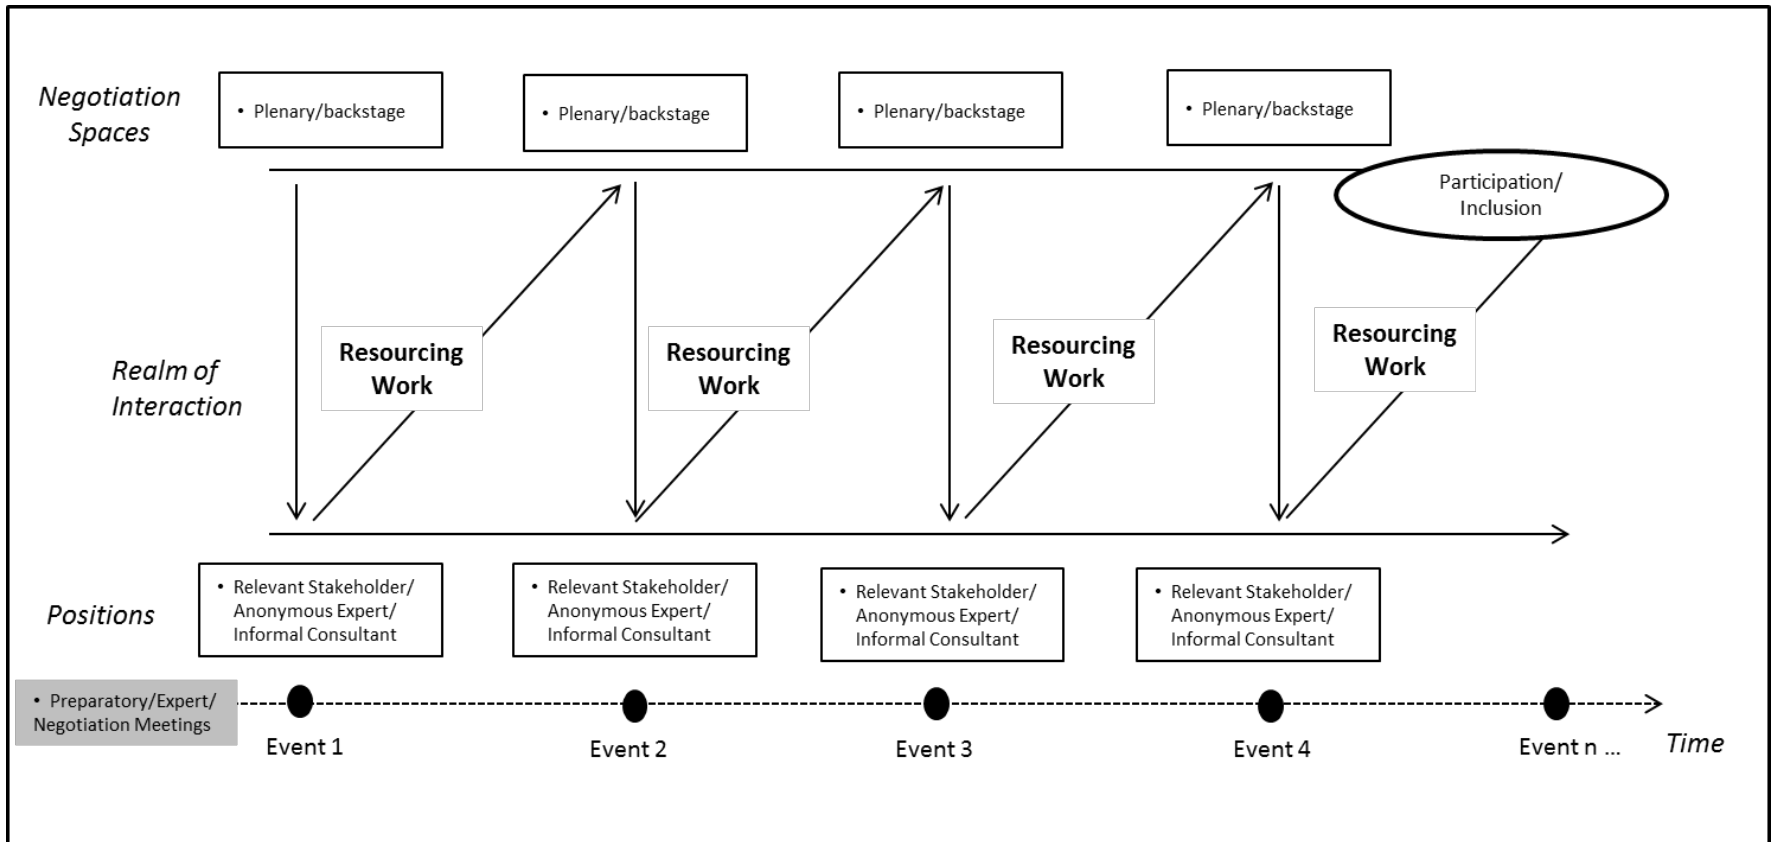 Negotiation
Spaces
• Plenary/backstage
• Plenary/backstage
• Plenary/backstage
• Plenary/backstage
Participation/
Inclusion
Realm of
Interaction
Resourcing
Work
Resourcing
Work
Resourcing
Work
Resourcing
Work
Positions
• Relevant Stakeholder/
Anonymous Expert/
Informal Consultant
• Relevant Stakeholder/
Anonymous Expert/
Informal Consultant
• Relevant Stakeholder/
Anonymous Expert/
Informal Consultant
• Relevant Stakeholder/
Anonymous Expert/
Informal Consultant
• Preparatory/Expert/
Negotiation Meetings
Event 1
Event 2
Event 3
Event 4
Event n ...
Time